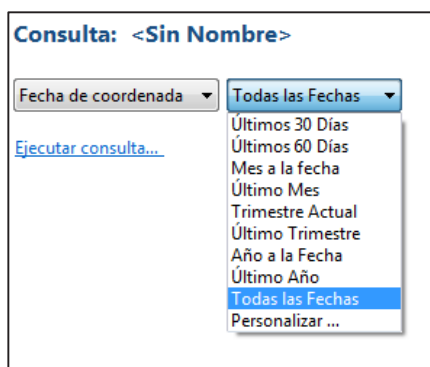 Consulta: <Sin Nombre>
Fecha de coordenada Todas las Fechas
Últimos 30 Días
Últimos 60 Días
Ejecutar consulta...
Mes a la fecha
Último Mes
Trimestre Actual
Último Trimestre
Año a la Fecha
Último Año
Todas las Fechas
Personalizar ...